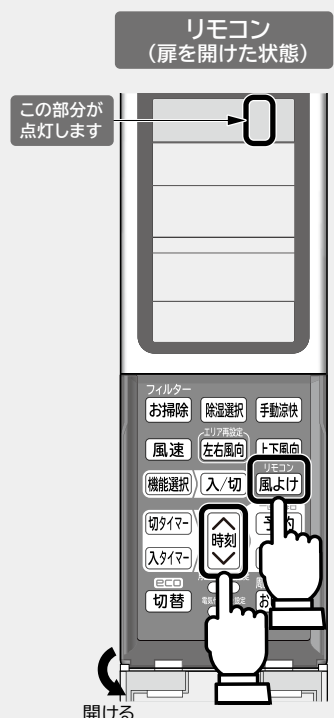 リモコン
（扉を開けた状態）
この部分が
点灯します
フィルター
お掃除 除湿選択 手動涼快
エリア再設定
風速 左右風向 上下風向
リモコン
機能選択 入/切 風よけ
切タイマー 時刻
入タイマー
eco
切替
開ける